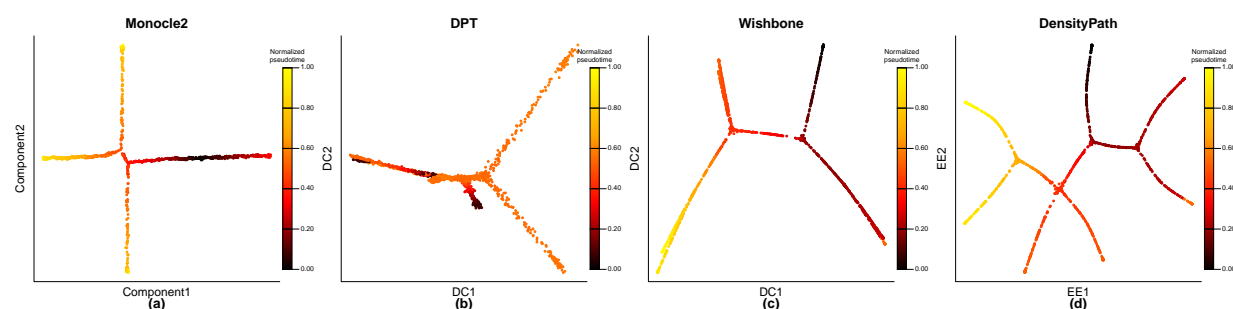 Monocle2
Normalized
pseudotime
1.00
0.80
0.60
0.40
0.20
0.00
Component2
Component1
(a)
DPT
Normalized
pseudotime
1.00
0.80
0.60
0.40
0.20
0.00
DC2
DC1
(b)
Wishbone
Normalized
pseudotime
1.00
0.80
0.60
0.40
0.20
0.00
DC2
DC1
(c)
DensityPath
Normalized
pseudotime
1.00
0.80
0.60
0.40
0.20
0.00
EE2
EE1
(d)